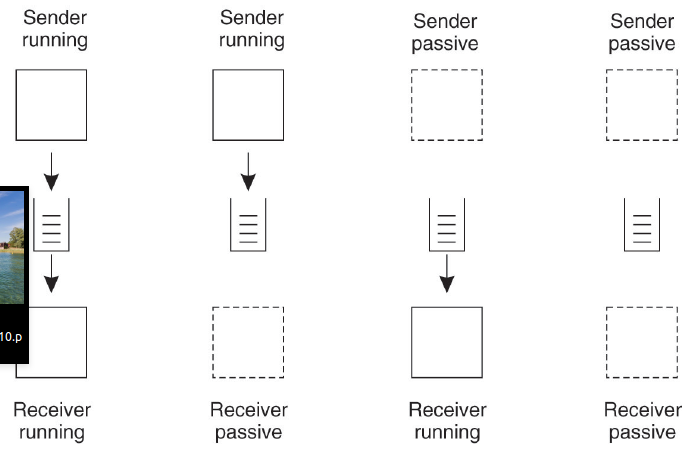 Sender
running
Sender
running
Sender
passive
Sender
passive
10.p
Receiver
running
Receiver
passive
Receiver
running
Receiver
passive